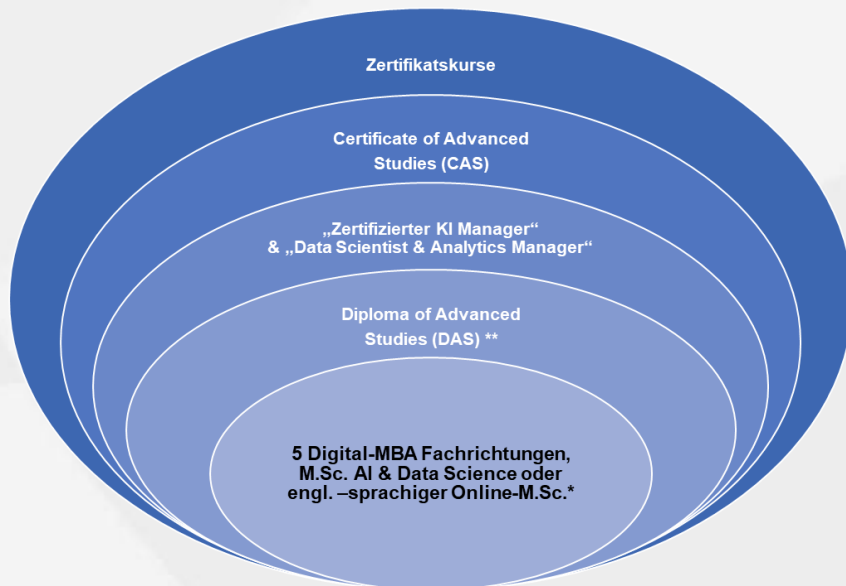 Zertifikatskurse
Certificate of Advanced
Studies (CAS)
„Zertifizierter KI Manager“
& „Data Scientist & Analytics Manager“
Diploma of Advanced
Studies (DAS) **
5 Digital-MBA Fachrichtungen,
M.Sc. AI & Data Science oder
engl. –sprachiger Online-M.Sc.*